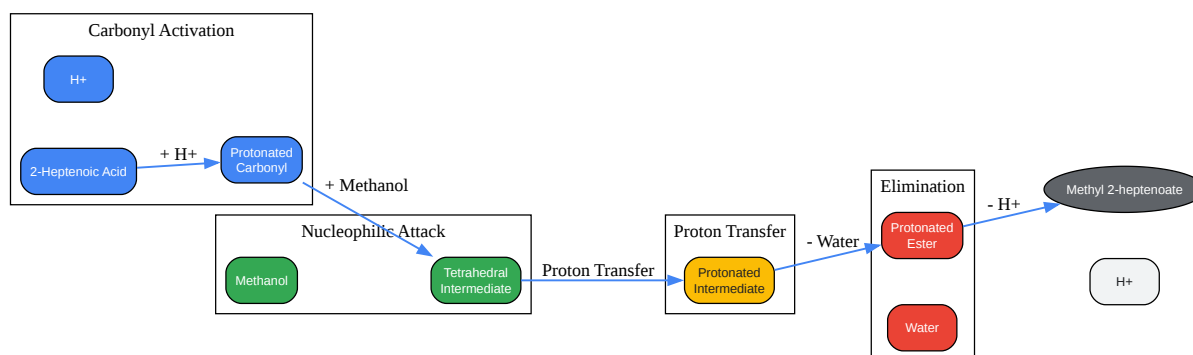 Carbonyl Activation
H+
2-Heptenoic Acid
+ H+
Protonated
Carbonyl
+ Methanol
Nucleophilic Attack
Methanol
Tetrahedral
Intermediate
Proton Transfer
Proton Transfer
Protonated
Intermediate
- Water
Elimination
Protonated
Ester
Water
- H+
Methyl 2-heptenoate
H+